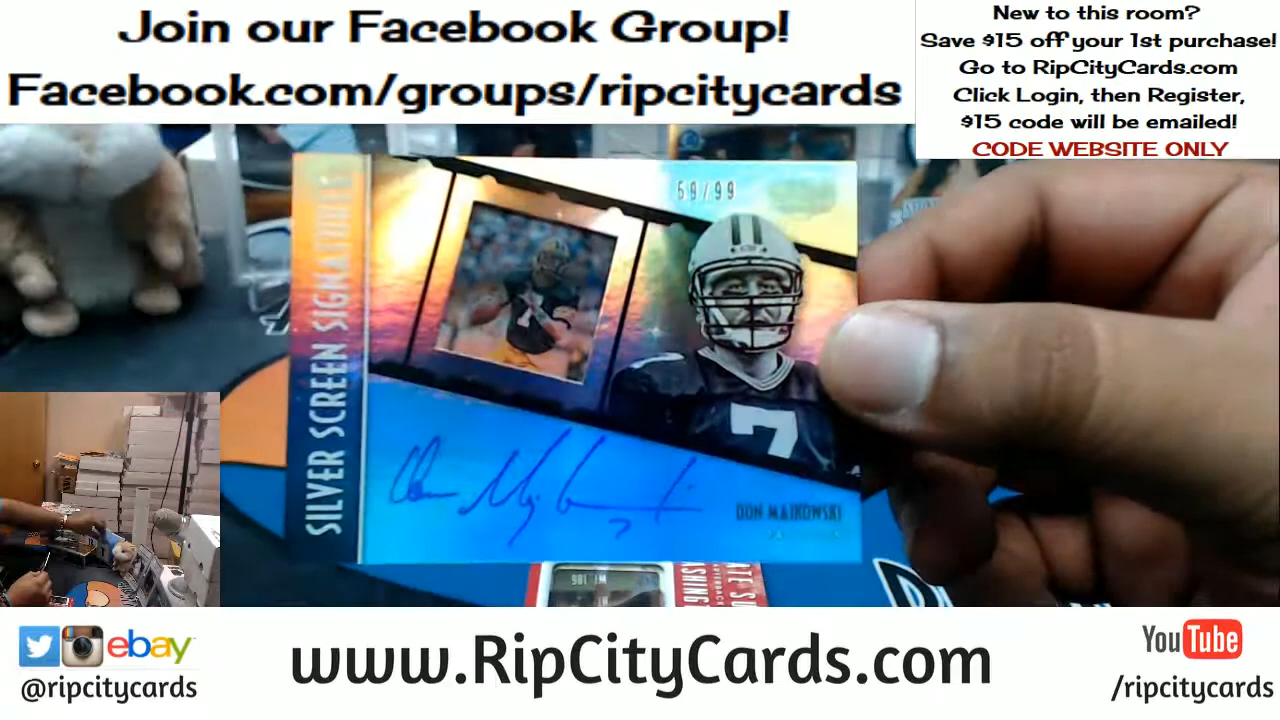 Join our Facebook Group!
Facebook.com/groups/ripcitycards
New to this room?
Save $15 off your 1st purchase!
Go to RipCityCards.com
Click Login, then Register,
$15 code will be emailed!
CODE WEBSITE ONLY
SILVER SCREEN SIGNATURES
69/99
7
7
DON MAJKOWSKI
ebay
@ripcitycards
www.RipCityCards.com
YouTube
/ripcitycards